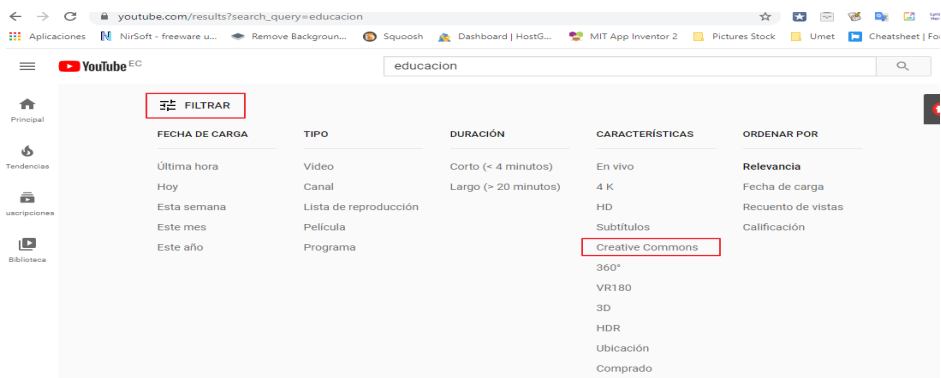 youtube.com/results?search_query=educacion
Aplicaciones NirSoft - freeware u... Remove Backgroun... Squoosh Dashboard | HostG... MIT App Inventor 2 Pictures Stock Umet Cheatsheet | Fo
YouTube EC
educacion
Principal
Tendencias
uscripciones
Biblioteca
FILTRAR
FECHA DE CARGA
Última hora
Hoy
Esta semana
Este mes
Este año
TIPO
Video
Canal
Lista de reproducción
Película
Programa
DURACIÓN
Corto (< 4 minutos)
Largo (> 20 minutos)
CARACTERÍSTICAS
En vivo
4 K
HD
Subtítulos
Creative Commons
360°
VR180
3D
HDR
Ubicación
Comprado
ORDENAR POR
Relevancia
Fecha de carga
Recuento de vistas
Calificación